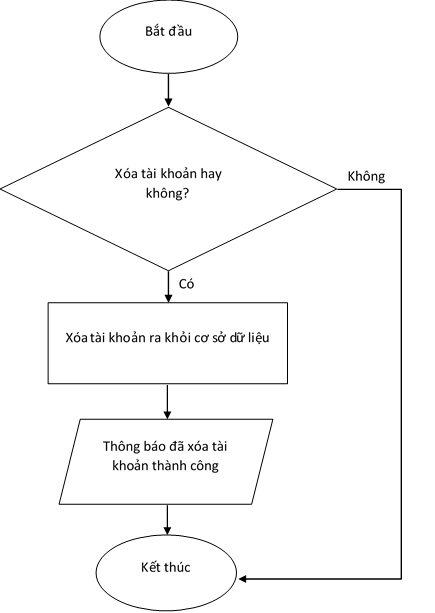 Bắt đầu
Xóa tài khoản hay
không?
Không
Có
Xóa tài khoản ra khỏi cơ sở dữ liệu
Thông báo đã xóa tài
khoản thành công
Kết thúc